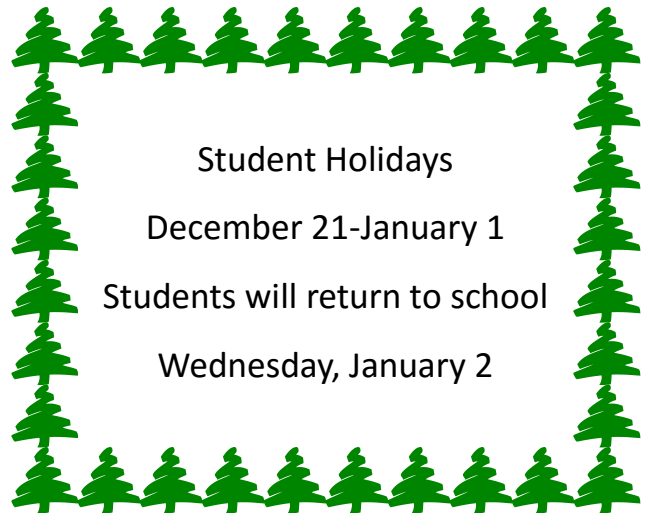 Student Holidays
December 21-January 1
Students will return to school
Wednesday, January 2